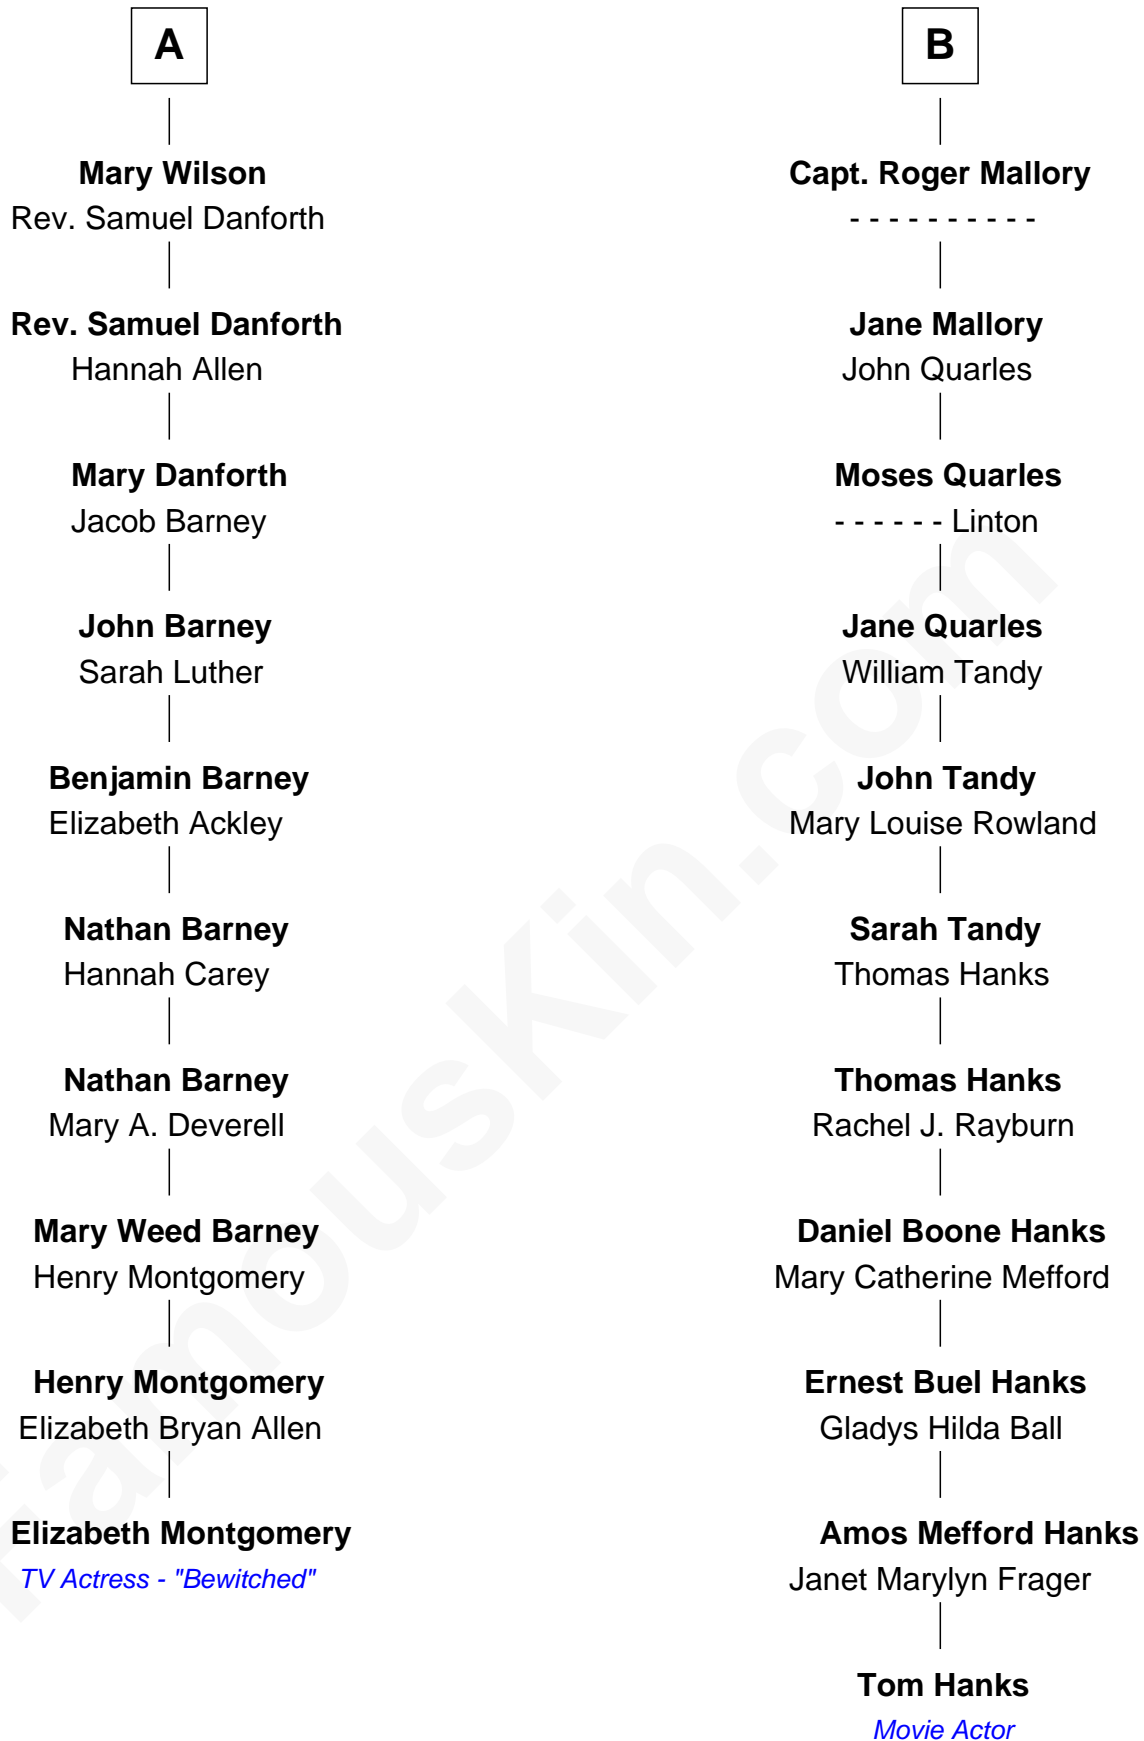 A
Mary Wilson
Rev. Samuel Danforth
Rev. Samuel Danforth
Hannah Allen
Mary Danforth
Jacob Barney
John Barney
Sarah Luther
Benjamin Barney
Elizabeth Ackley
Nathan Barney
Hannah Carey
Nathan Barney
Mary A. Deverell
Mary Weed Barney
Henry Montgomery
Henry Montgomery
Elizabeth Bryan Allen
Elizabeth Montgomery
TV Actress - "Bewitched"
B
Capt. Roger Mallory
- - - - - - - - - -
Jane Mallory
John Quarles
Moses Quarles
- - - - - - Linton
Jane Quarles
William Tandy
John Tandy
Mary Louise Rowland
Sarah Tandy
Thomas Hanks
Thomas Hanks
Rachel J. Rayburn
Daniel Boone Hanks
Mary Catherine Mefford
Ernest Buel Hanks
Gladys Hilda Ball
Amos Mefford Hanks
Janet Marylyn Frager
Tom Hanks
Movie Actor
FamousKin.com